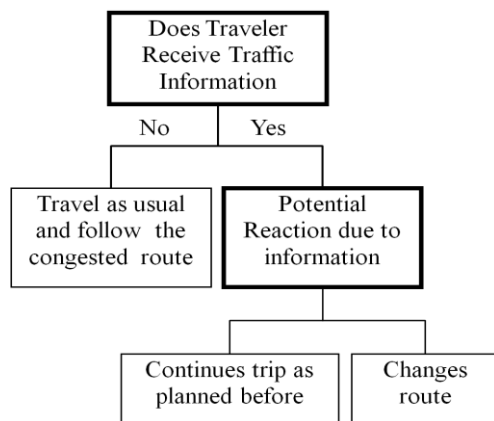 Does Traveler
Receive Traffic
Information
No
Yes
Travel as usual
and follow the
congested route
Potential
Reaction due to
information
Continues trip as
planned before
Changes
route